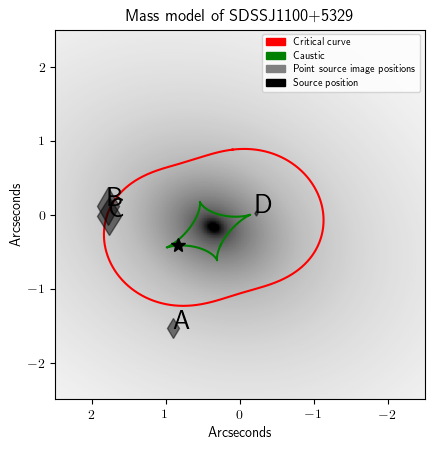 Mass model of SDSSJ1100+5329
Critical curve
Caustic
Point source image positions
Source position
2
1
0
−1
−2
Arcseconds
B
C
D
A
2
1
0
−1
−2
Arcseconds